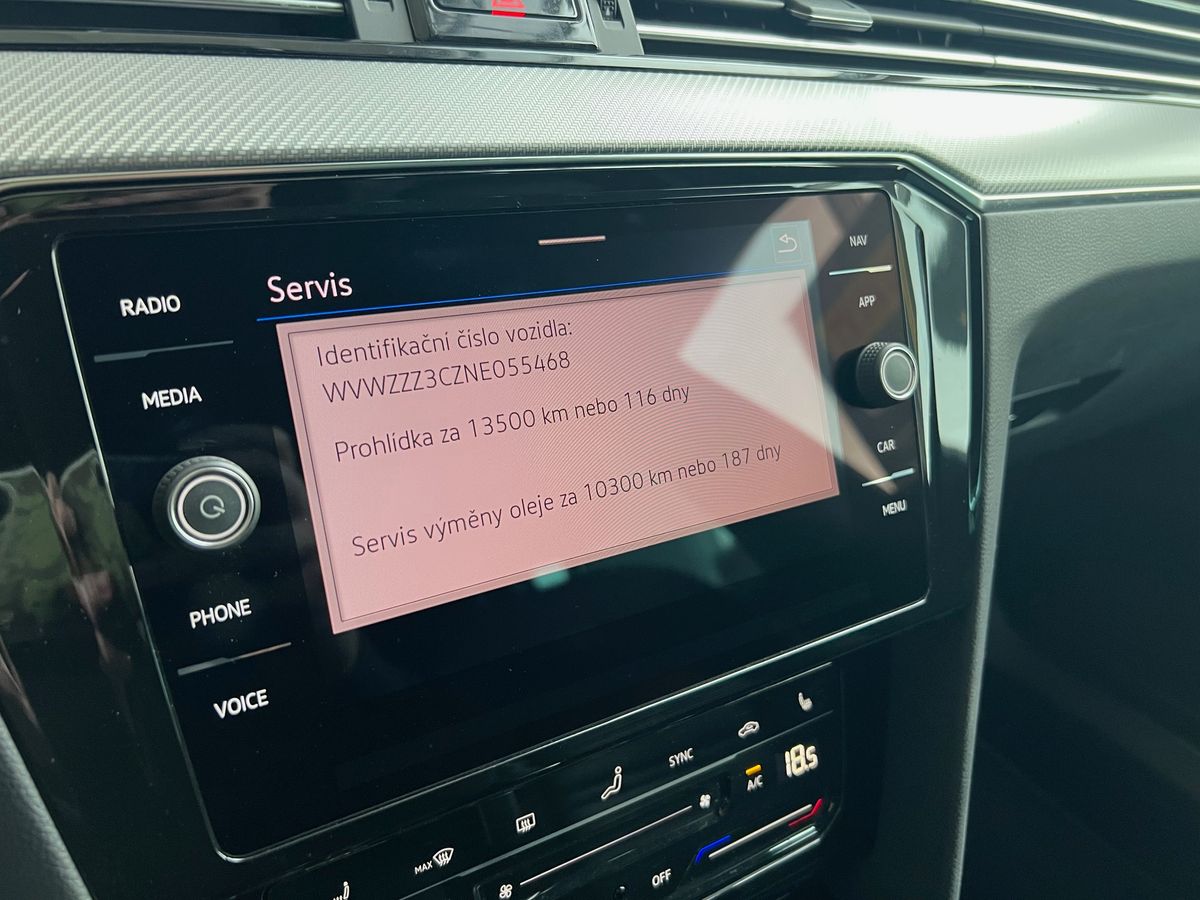 Servis
Identifikační číslo vozidla:
WVWZZZ3CZNE055468
Prohlídka za 13500 km nebo 116 dny
Servis výměny oleje za 10300 km nebo 187 dny
RADIO
MEDIA
PHONE
VOICE
NAV
APP
CAR
MENU
MAX
SYNC
A/C
18.5
OFF